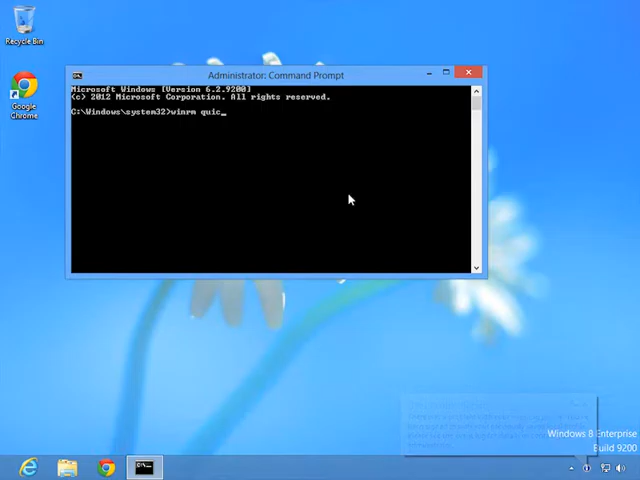 Recycle Bin
Google
Chrome
Administrator: Command Prompt
Microsoft Windows [Version 6.2.9200]
(c) 2012 Microsoft Corporation. All rights reserved.
C:\Windows\system32>winrm quic_
Windows 8 Enterprise
Build 9200
C:\.